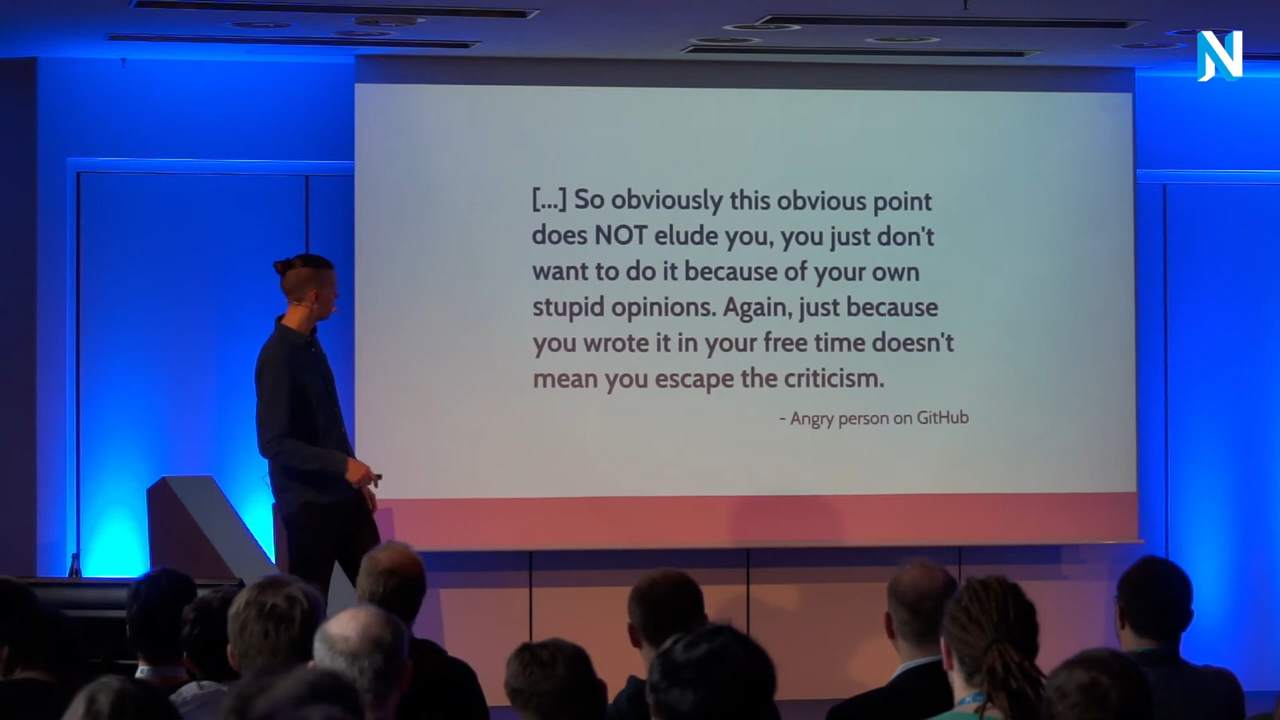 [...] So obviously this obvious point
does NOT elude you, you just don't
want to do it because of your own
stupid opinions. Again, just because
you wrote it in your free time doesn't
mean you escape the criticism.
- Angry person on GitHub
N